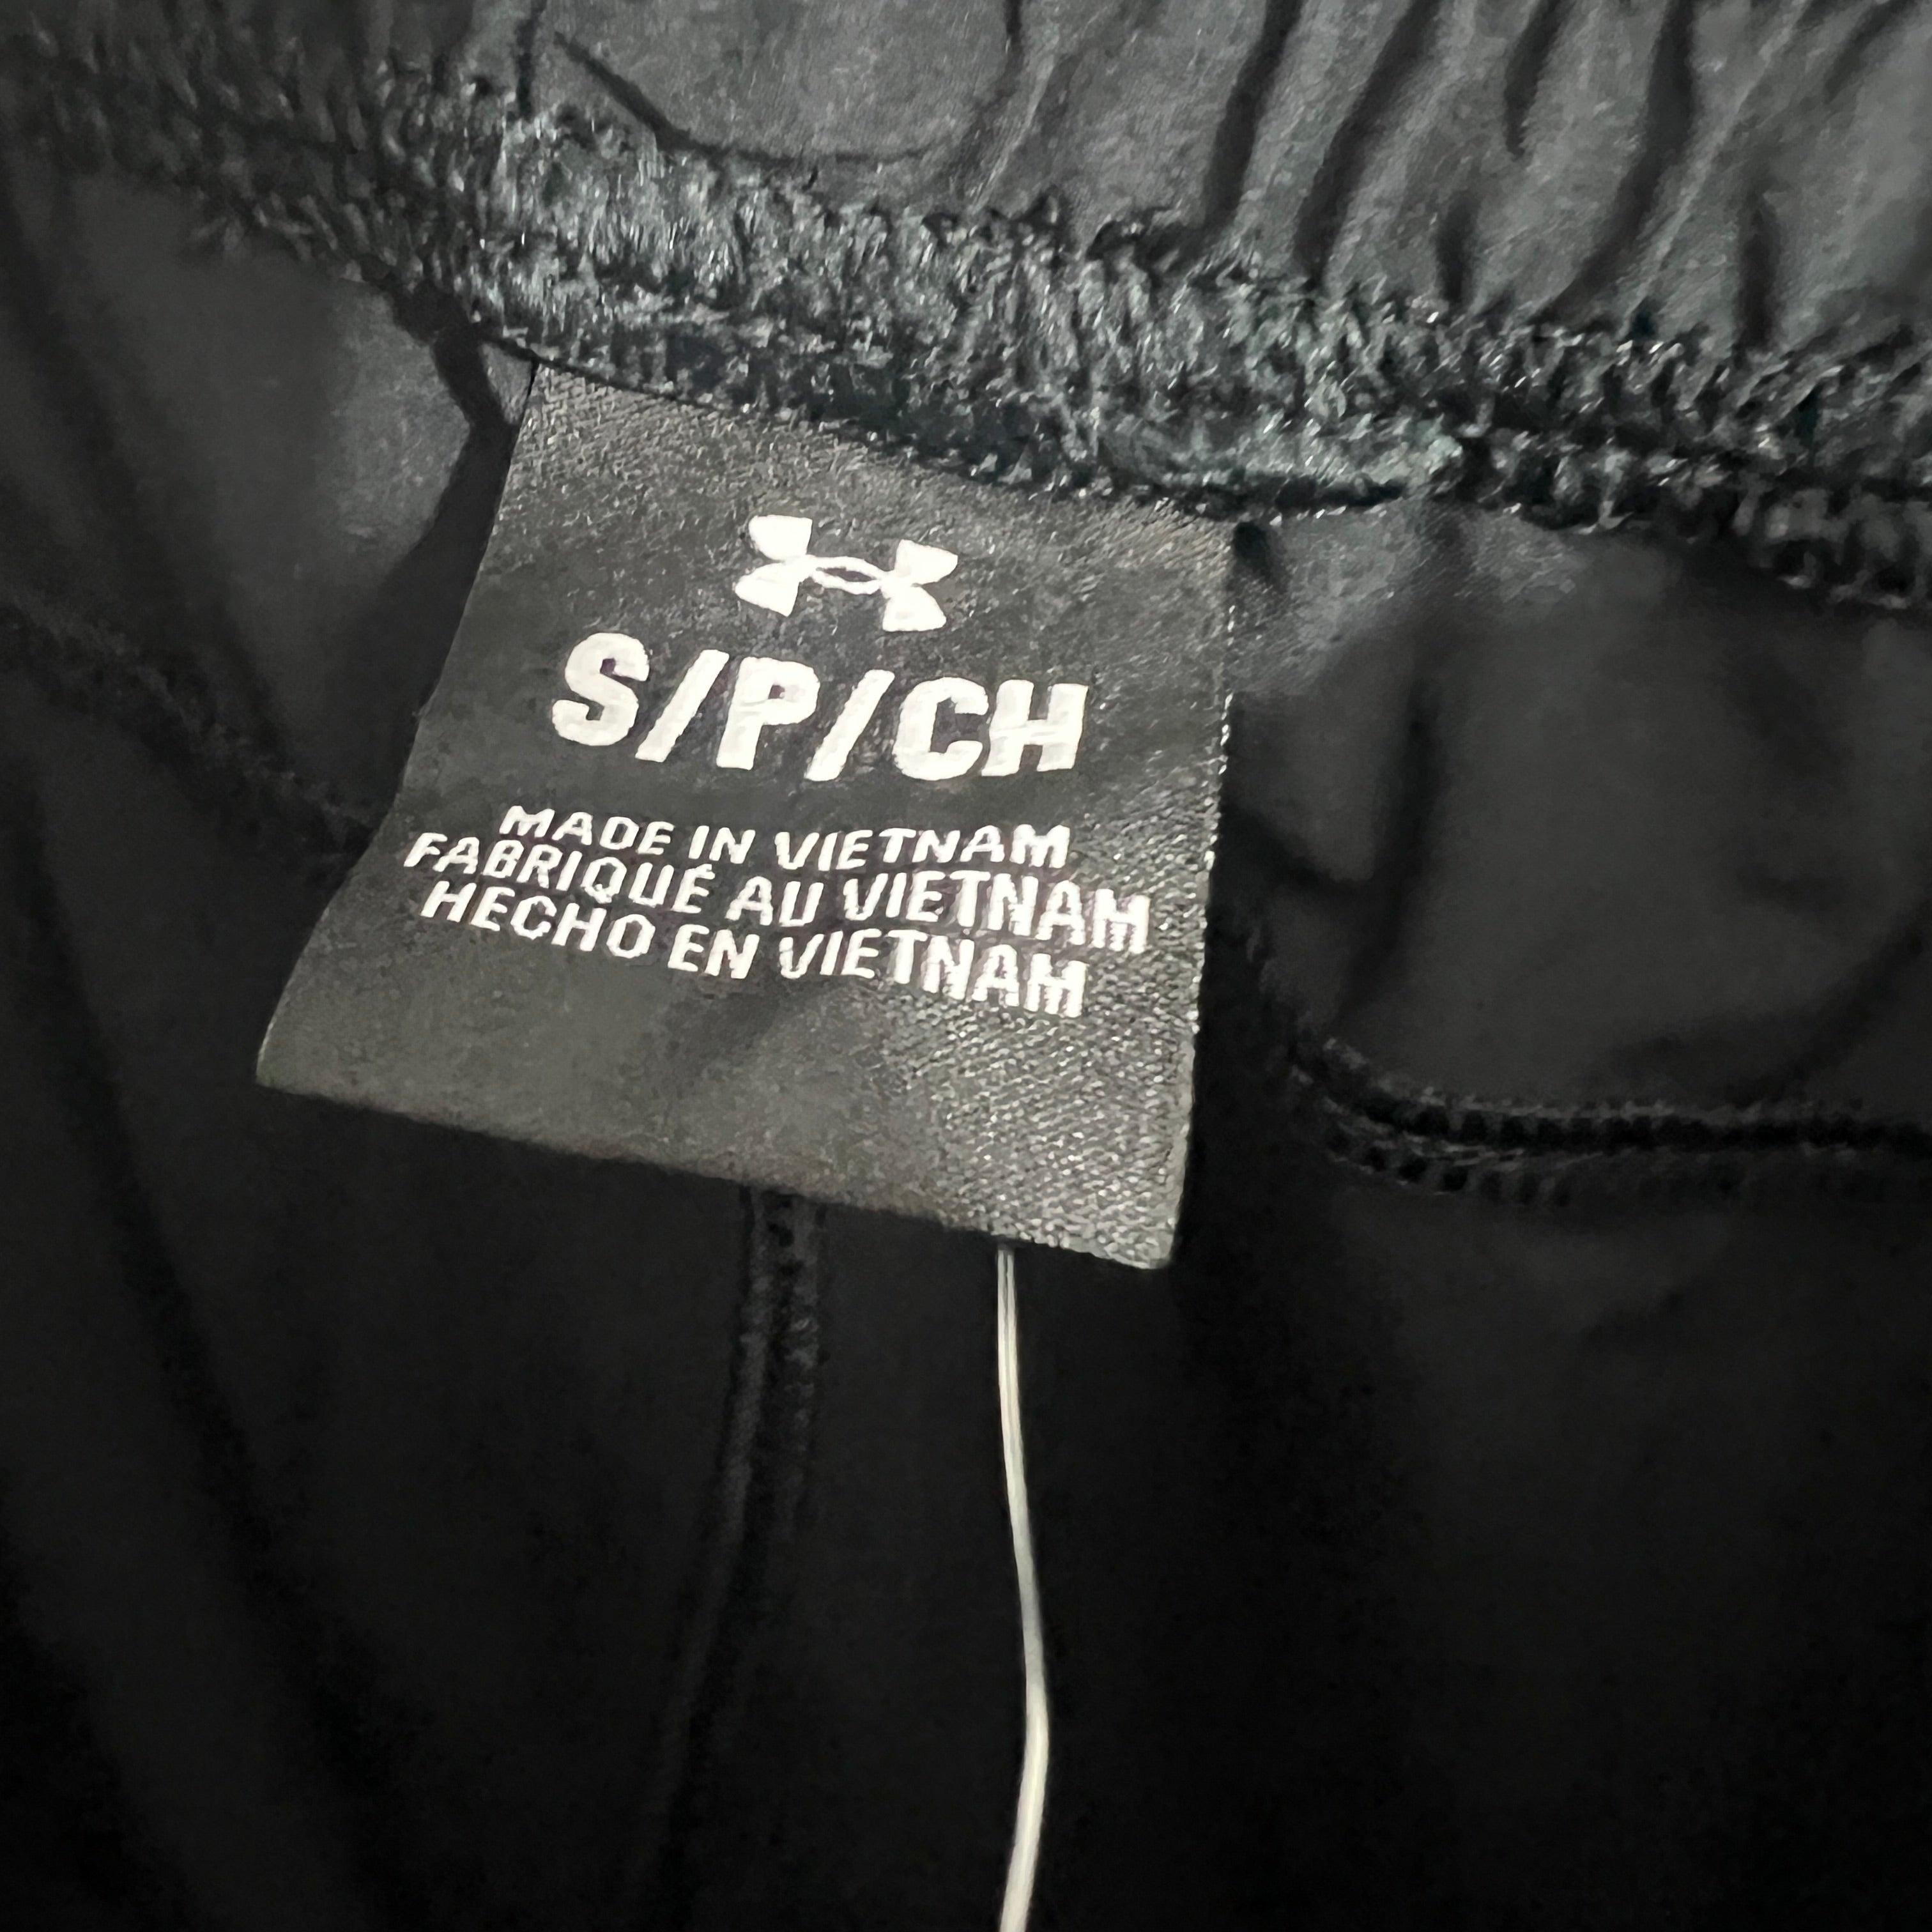 S/P/CH
MADE IN VIETNAM
FABRIQUÉ AU VIETNAM
HECHO EN VIETNAM